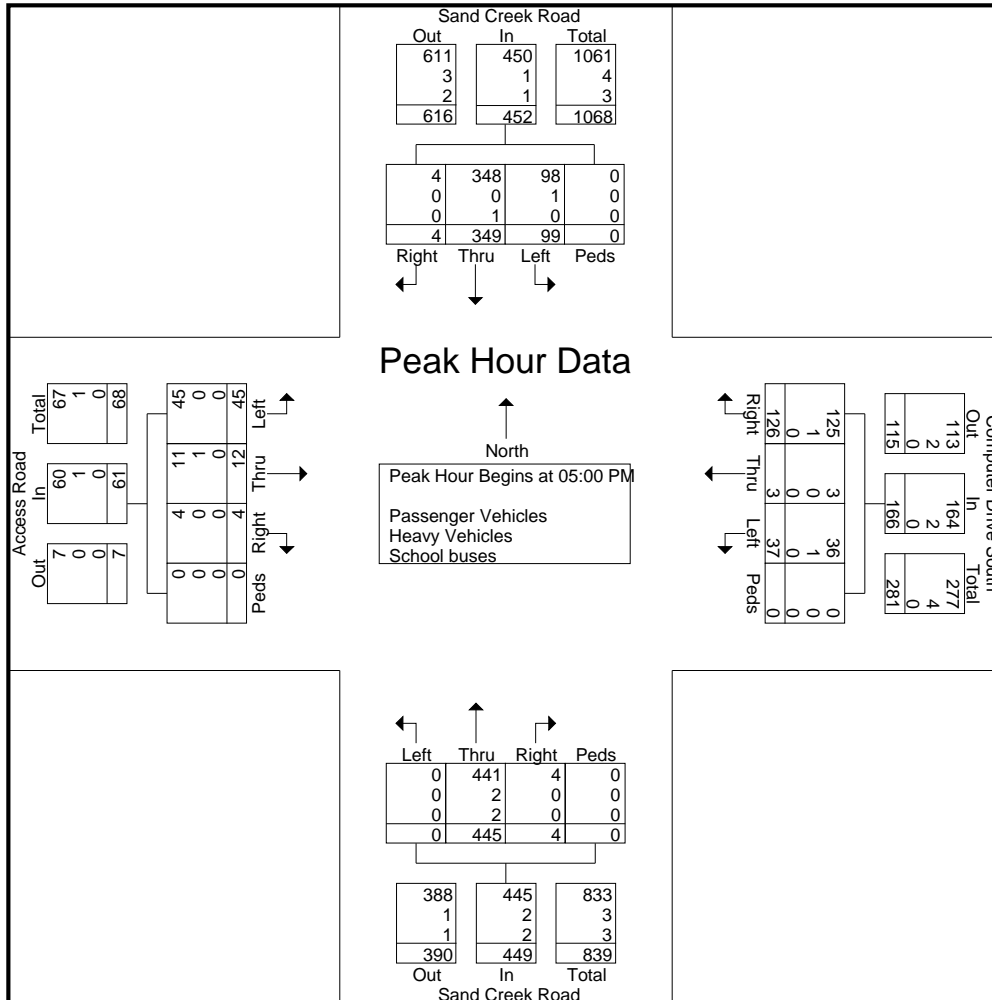 Sand Creek Road
Out In Total
611 450 1061
3 1 4
2 1 3
616 452 1068
4 348 98 0
0 0 1 0
0 1 0 0
4 349 99 0
Right Thru Left Peds
Peak Hour Data
North
Peak Hour Begins at 05:00 PM
Passenger Vehicles
Heavy Vehicles
School buses
Access Road
Out In Total
7 60 67
0 1 1
0 0 0
7 61 68
Left Thru Right Peds
45 11 4 0
0 1 0 0
0 0 0 0
45 12 4 0
Computer Drive South
Out In Total
113 164 277
2 2 4
0 0 0
115 166 281
125 3 36 0
1 0 1 0
0 0 0 0
126 3 37 0
Right Thru Left Peds
Left Thru Right Peds
0 441 4 0
0 2 0 0
0 2 0 0
0 445 4 0
388 445 833
1 2 3
1 2 3
390 449 839
Out In Total
Sand Creek Road